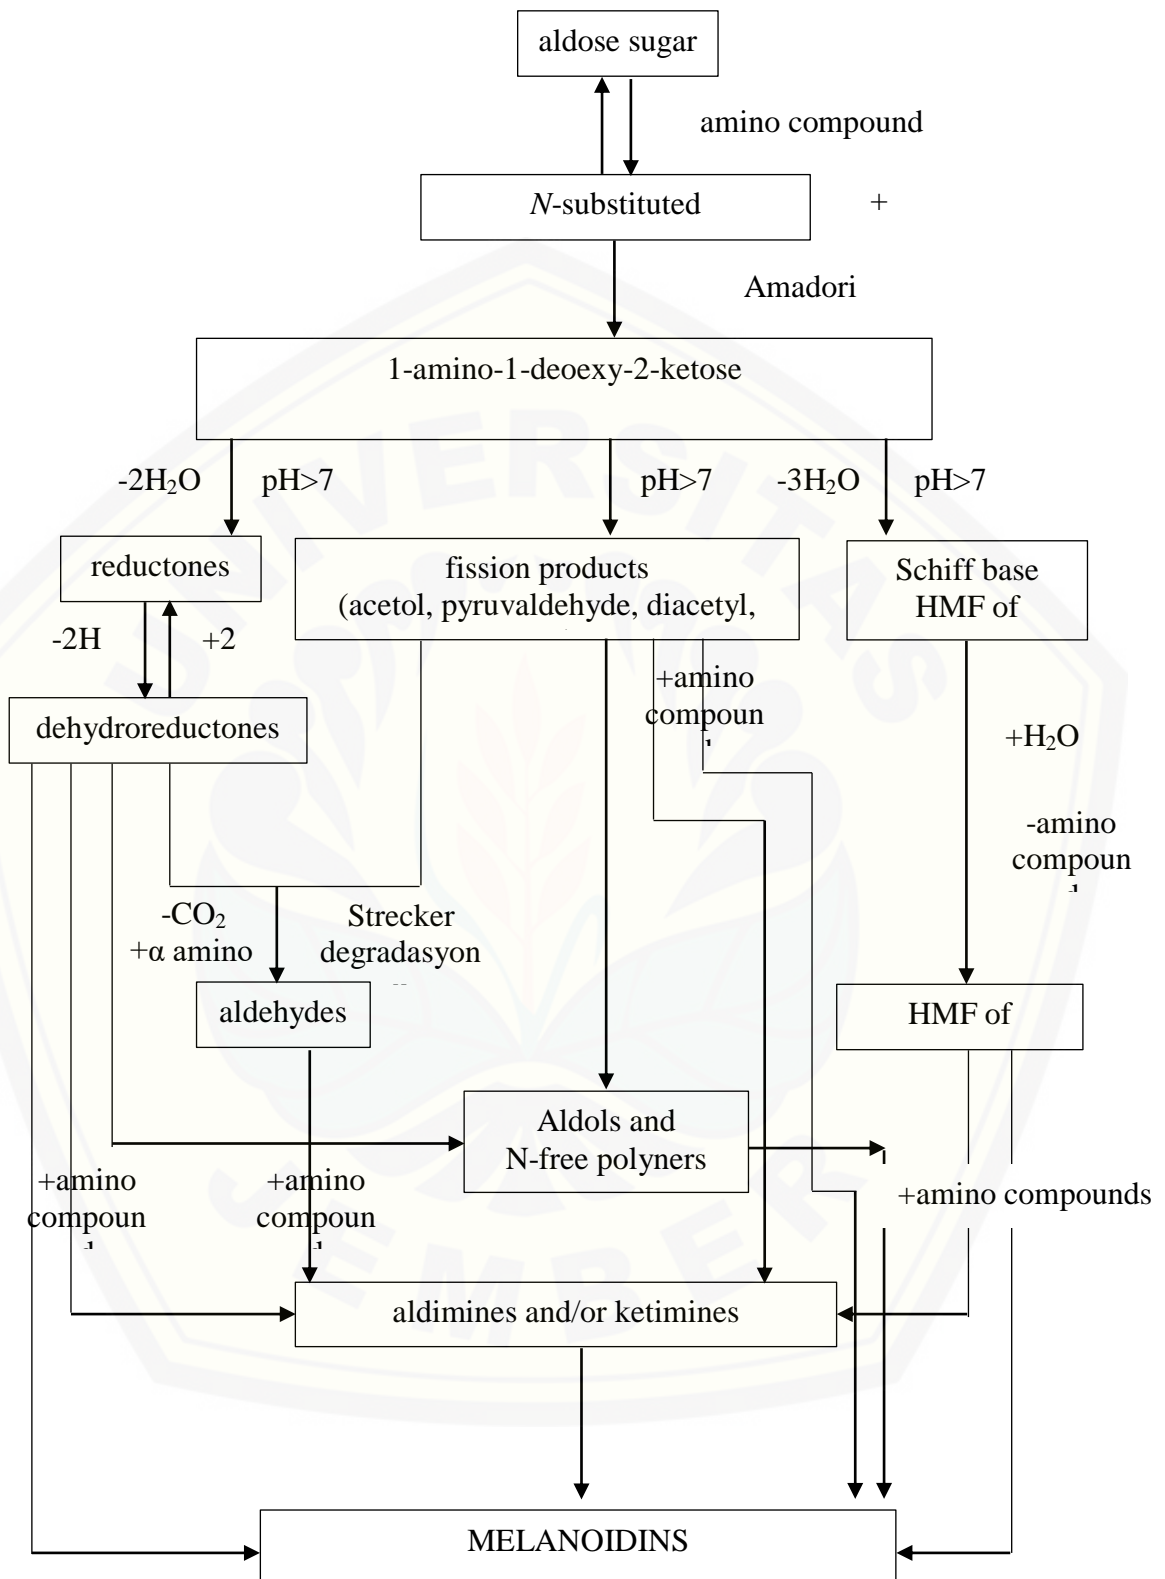 aldose sugar
amino compound
N-substituted
+
Amadori
1-amino-1-deoexy-2-ketose
-2H₂O
pH>7
pH>7
-3H₂O
pH>7
reductones
fission products
(acetol, pyruvaldehyde, diacetyl,
Schiff base
HMF of
-2H
+2
+amino
compoun
dehydroreductones
+H₂O
-amino
compoun
-CO₂
+α amino
Strecker
degradasyon
aldehydes
HMF of
Aldols and
N-free polyners
+amino
compoun
+amino
compoun
+amino compounds
aldimines and/or ketimines
MELANOIDINS
UNIVERSITAS
JEMBER